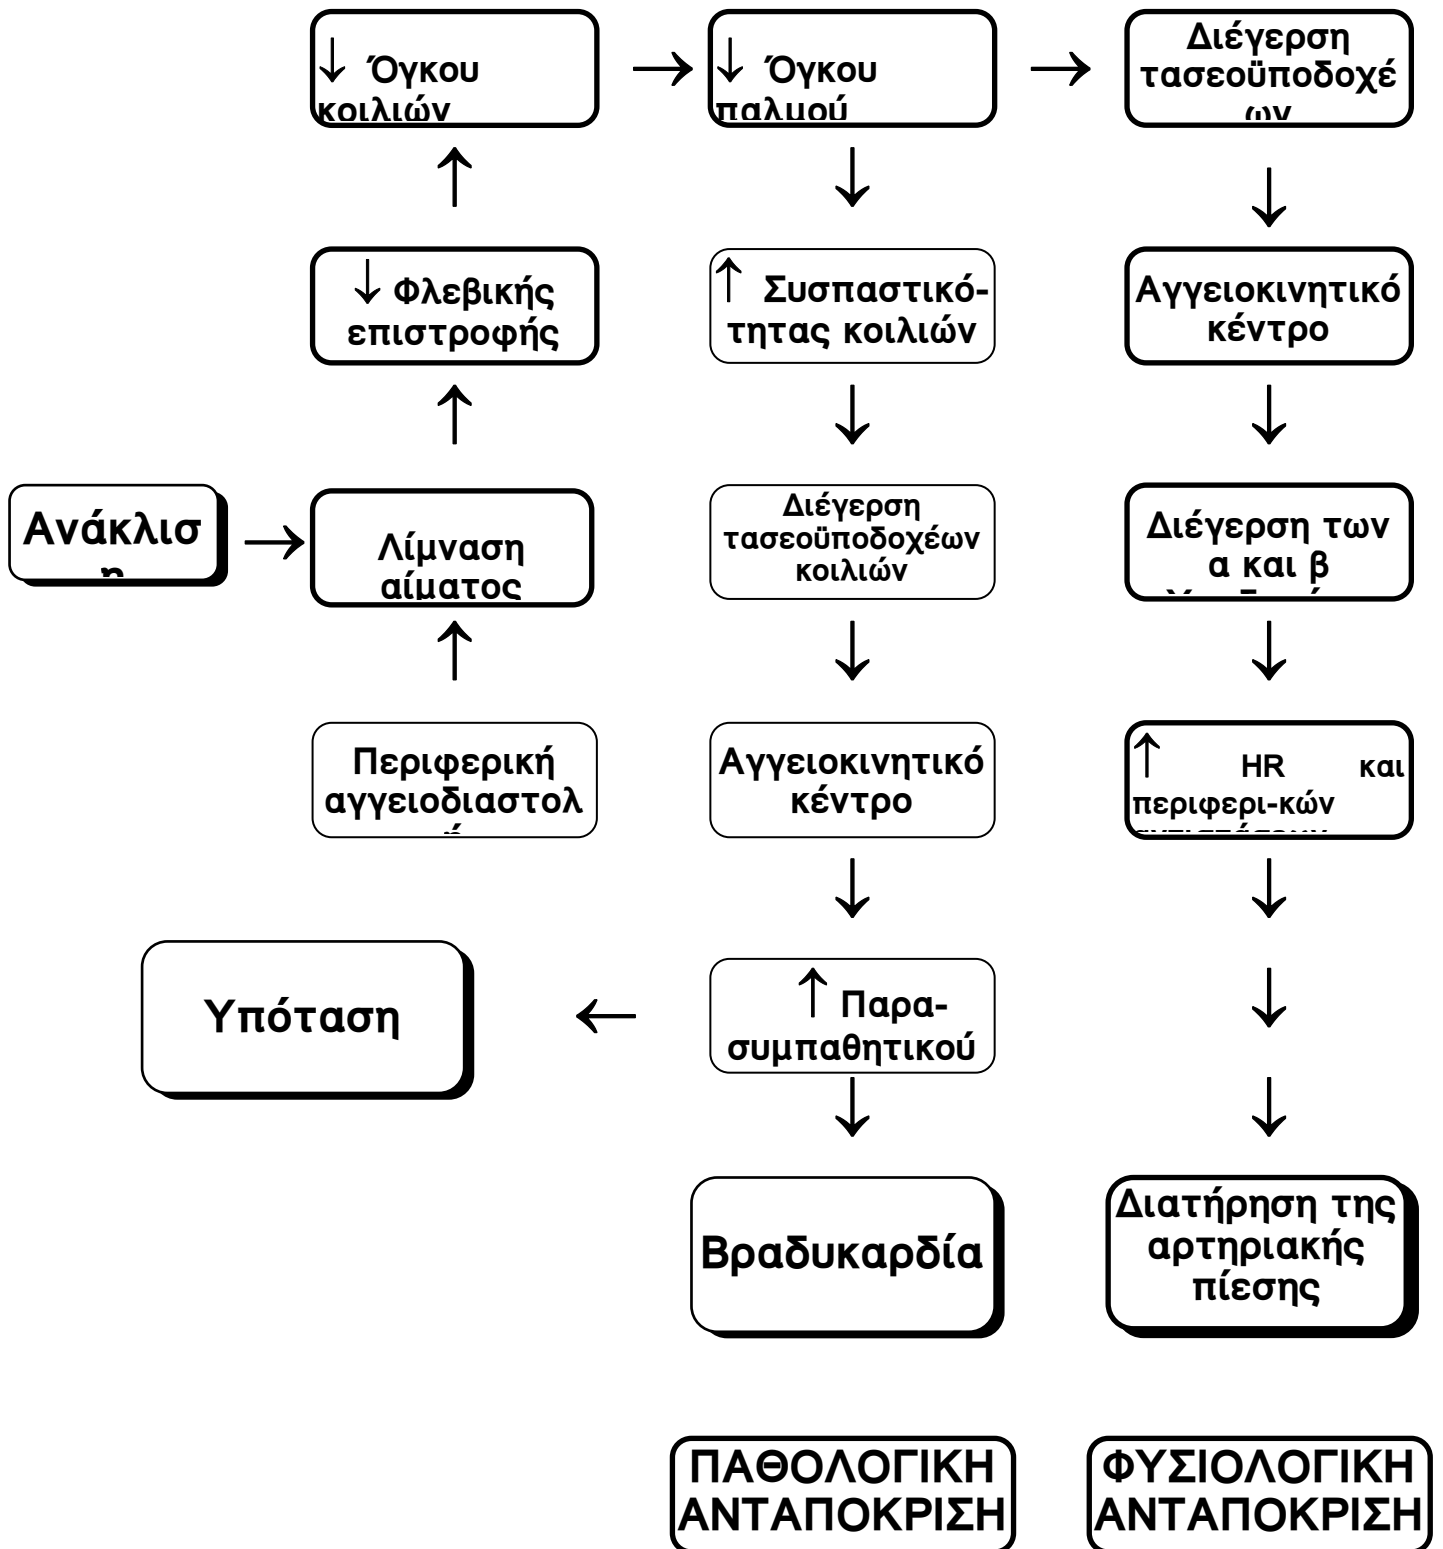 ↓ Όγκου
κοιλιών
→
↓ Όγκου
παλμού
→
Διέγερση
τασεοϋποδοχέ
ων
↑
↓
↓
↓ Φλεβικής
επιστροφής
↑ Συσπαστικό-
τητας κοιλιών
Αγγειοκινητικό
κέντρο
↑
↓
↓
Ανάκλισ
η
→
Λίμναση
αίματος
Διέγερση
τασεοϋποδοχέων
κοιλιών
Διέγερση των
α και β
↑
↓
↓
Περιφερική
αγγειοδιαστολ
ή
Αγγειοκινητικό
κέντρο
↑ HR και
περιφερι-κών
↓
↓
Υπόταση
←
↑ Παρα-
συμπαθητικού
↓
↓
↓
Βραδυκαρδία
Διατήρηση της
αρτηριακής
πίεσης
ΠΑΘΟΛΟΓΙΚΗ
ΑΝΤΑΠΟΚΡΙΣΗ
ΦΥΣΙΟΛΟΓΙΚΗ
ΑΝΤΑΠΟΚΡΙΣΗ